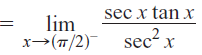 = lim x→(π/2)⁻ sec x tan x / sec² x